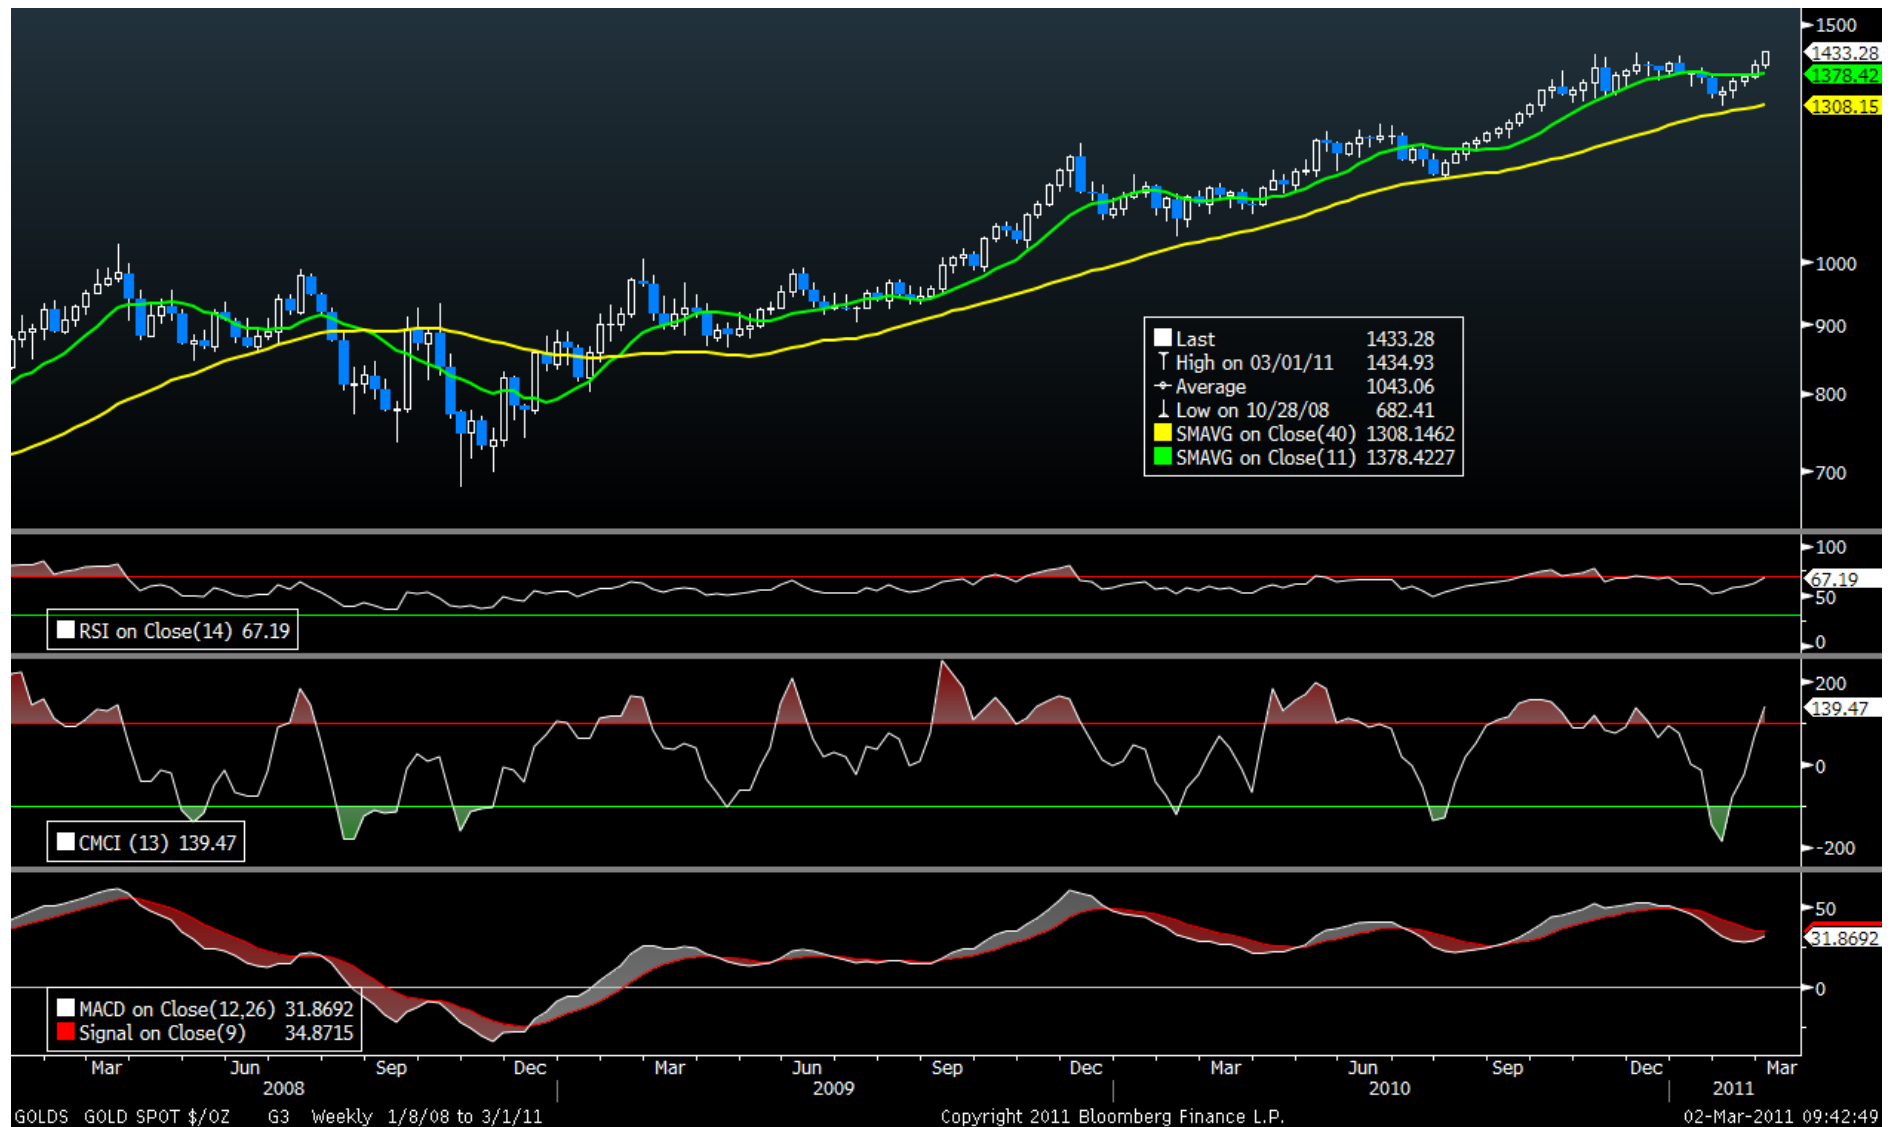 1500
1433.28
1378.42
1308.15
1000
900
800
700
Last 1433.28
High on 03/01/11 1434.93
Average 1043.06
Low on 10/28/08 682.41
SMAVG on Close(40) 1308.1462
SMAVG on Close(11) 1378.4227
100
67.19
50
0
RSI on Close(14) 67.19
200
139.47
0
-200
CMCI (13) 139.47
50
31.8692
0
MACD on Close(12,26) 31.8692
Signal on Close(9) 34.8715
Mar Jun Sep Dec Mar Jun Sep Dec Mar Jun Sep Dec Mar
2008 2009 2010 2011
GOLDS GOLD SPOT $/OZ G3 Weekly 1/8/08 to 3/1/11 Copyright 2011 Bloomberg Finance L.P. 02-Mar-2011 09:42:49